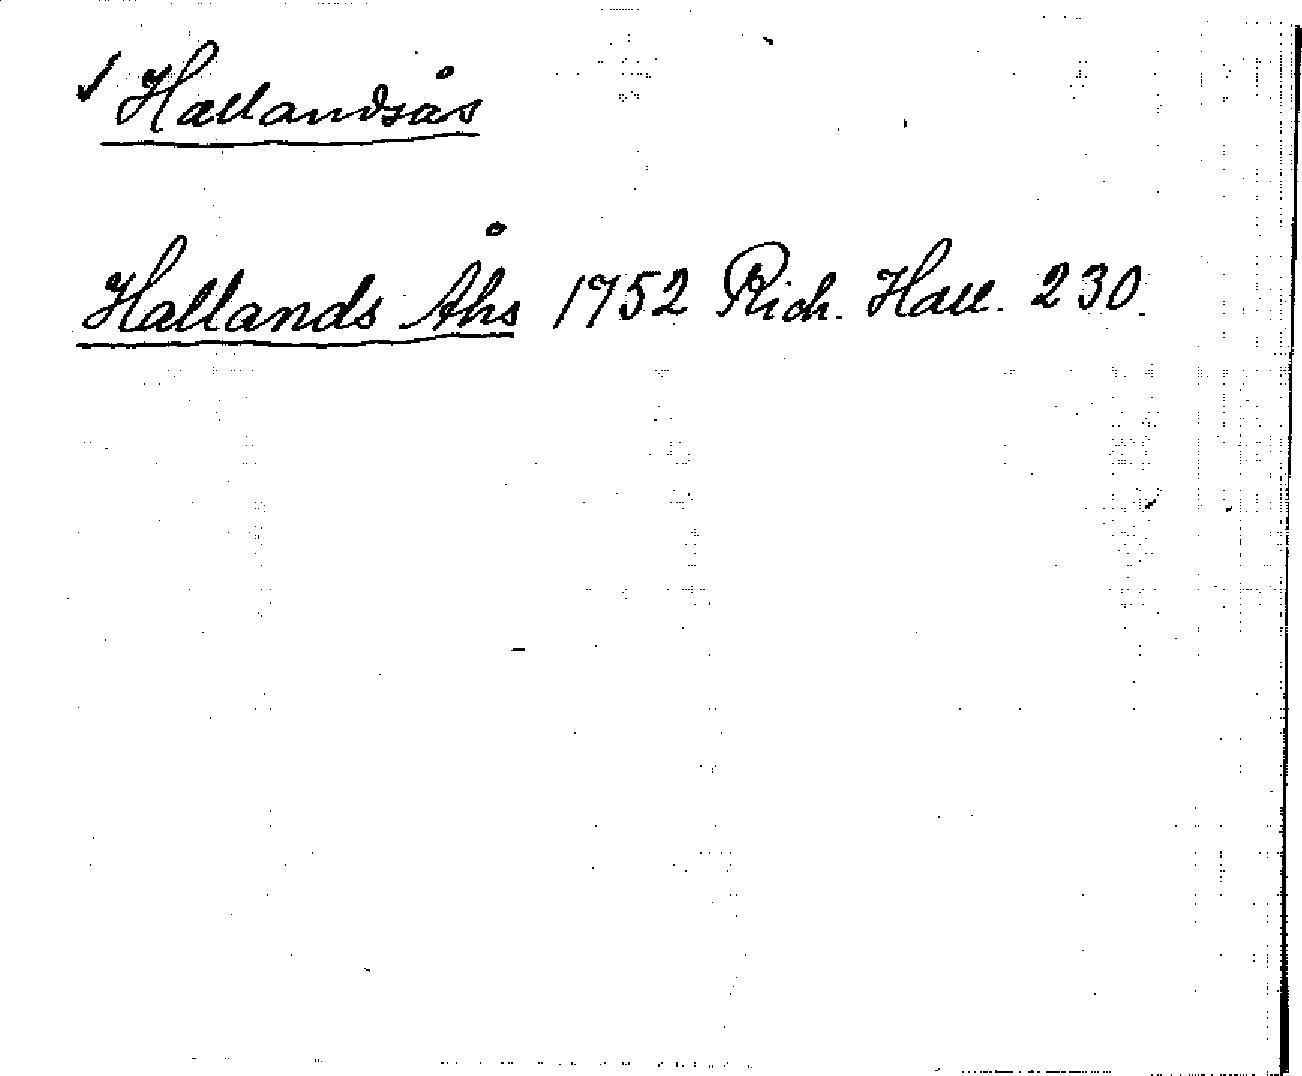 ✓ Hallandsås
Hallands Åhs 1752 Rich. Hall. 230.